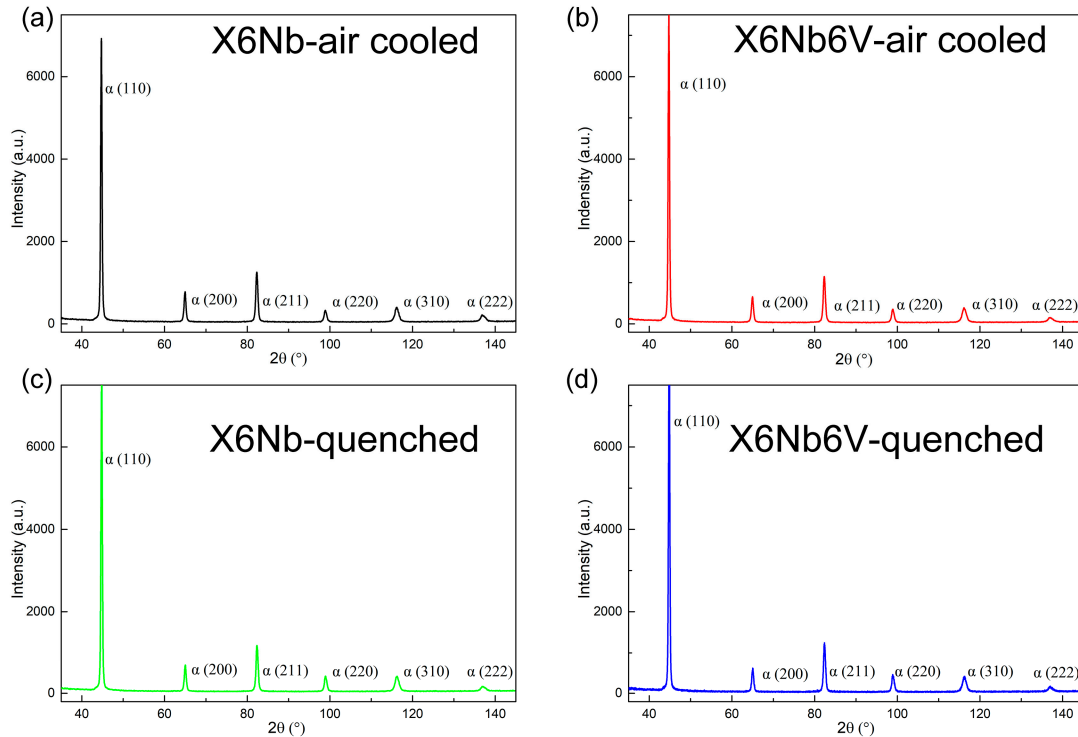 (a)
X6Nb-air cooled
6000
α (110)
4000
Intensity (a.u.)
2000
α (200)
α (211)
α (220)
α (310)
α (222)
0
40
60
80
100
120
140
2θ (°)
(b)
X6Nb6V-air cooled
6000
α (110)
4000
Indensity (a.u.)
2000
α (200)
α (211)
α (220)
α (310)
α (222)
0
40
60
80
100
120
140
2θ (°)
(c)
X6Nb-quenched
6000
α (110)
4000
Intensity (a.u.)
2000
α (200)
α (211)
α (220)
α (310)
α (222)
0
40
60
80
100
120
140
2θ (°)
(d)
α (110)
X6Nb6V-quenched
6000
4000
Intensity (a.u.)
2000
α (200)
α (211)
α (220)
α (310)
α (222)
0
40
60
80
100
120
140
2θ (°)